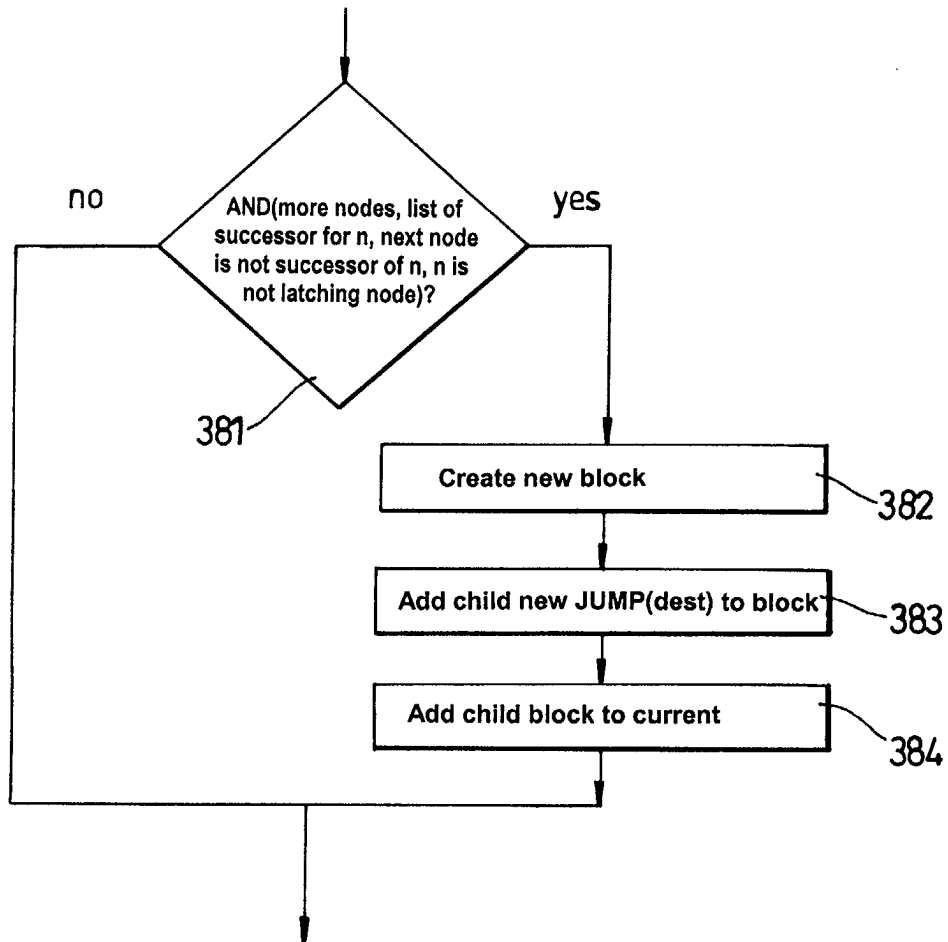 no
yes
AND(more nodes, list of
successor for n, next node
is not successor of n, n is
not latching node)?
381
Create new block
382
Add child new JUMP(dest) to block
383
Add child block to current
384